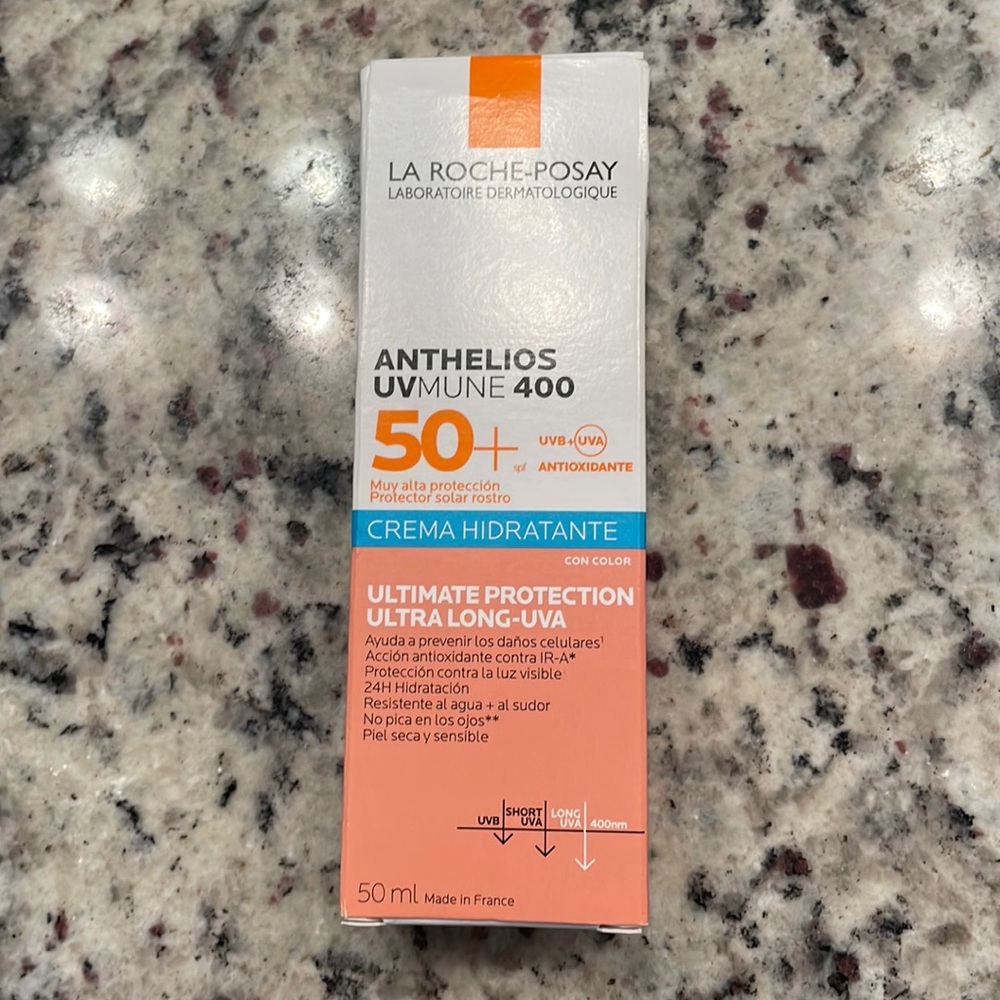 LA ROCHE-POSAY
LABORATOIRE DERMATOLOGIQUE
ANTHELIOS
UVMUNE 400
50+ spf
UVB+UVA
ANTIOXIDANTE
Muy alta protección
Protector solar rostro
CREMA HIDRATANTE
CON COLOR
ULTIMATE PROTECTION
ULTRA LONG-UVA
Ayuda a prevenir los daños celulares¹
Acción antioxidante contra IR-A*
Protección contra la luz visible
24H Hidratación
Resistente al agua + al sudor
No pica en los ojos**
Piel seca y sensible
UVB SHORT UVA LONG UVA 400nm
50 ml Made in France